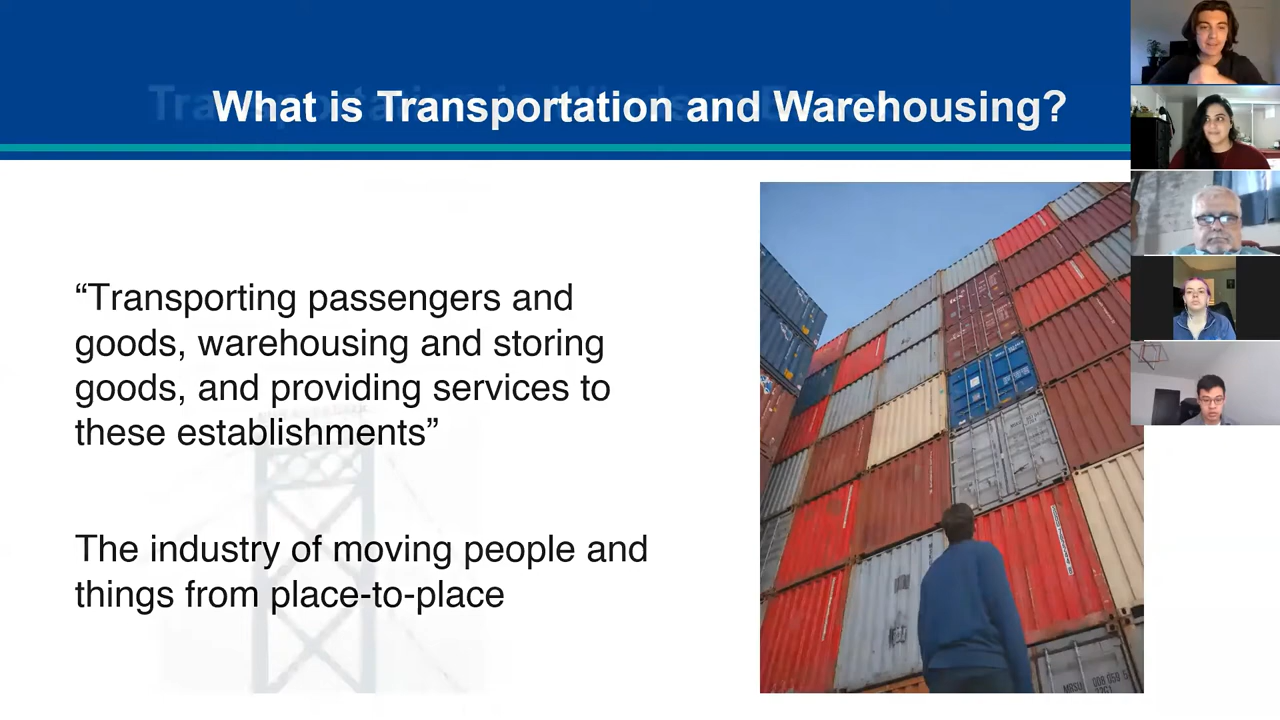 What is Transportation and Warehousing?
“Transporting passengers and
goods, warehousing and storing
goods, and providing services to
these establishments”
The industry of moving people and
things from place-to-place